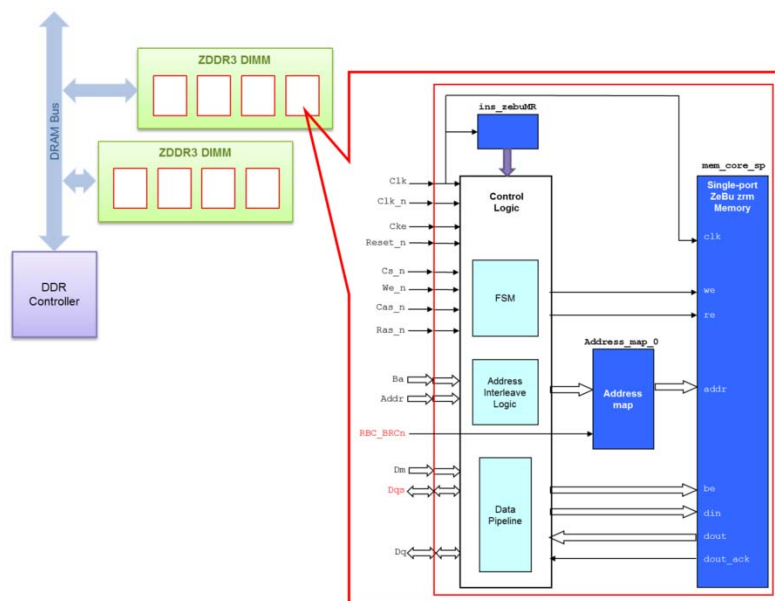 ZDDR3 DIMM
DRAM Bus
ZDDR3 DIMM
DDR
Controller
ins_zebuMR
mem_core_sp
Clk
Clk_n
Cke
Reset_n
Cs_n
We_n
Cas_n
Ras_n
Ba
Addr
RBC_BRCn
Dm
Dqs
Dq
Control
Logic
FSM
Address
Interleave
Logic
Data
Pipeline
Address_map_0
Address
map
Single-port
ZeBu zrm
Memory
clk
we
re
addr
be
din
dout
dout_ack